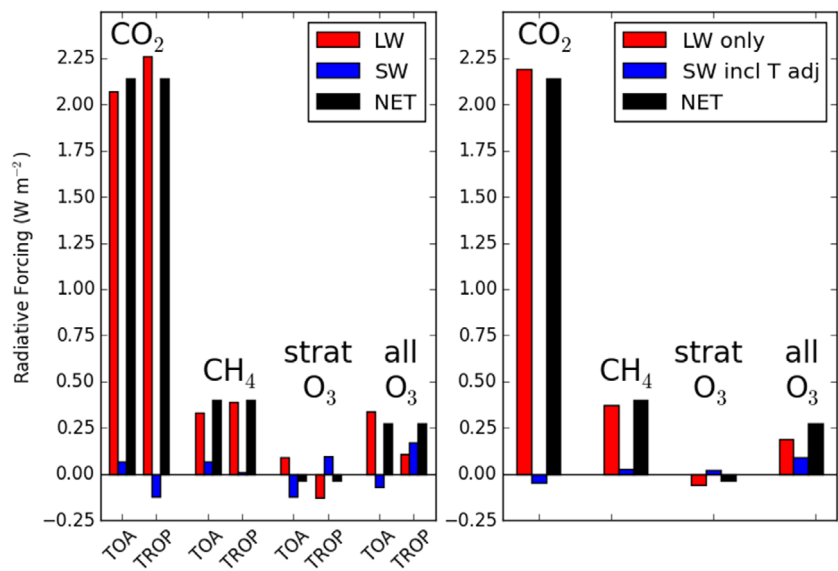 CO2
LW
SW
NET
CH4
strat
O3
all
O3
Radiative Forcing (W m−2)
2.25
2.00
1.75
1.50
1.25
1.00
0.75
0.50
0.25
0.00
−0.25
TOA
TROP
TOA
TROP
TOA
TROP
TOA
TROP
CO2
LW only
SW incl T adj
NET
CH4
strat
O3
all
O3